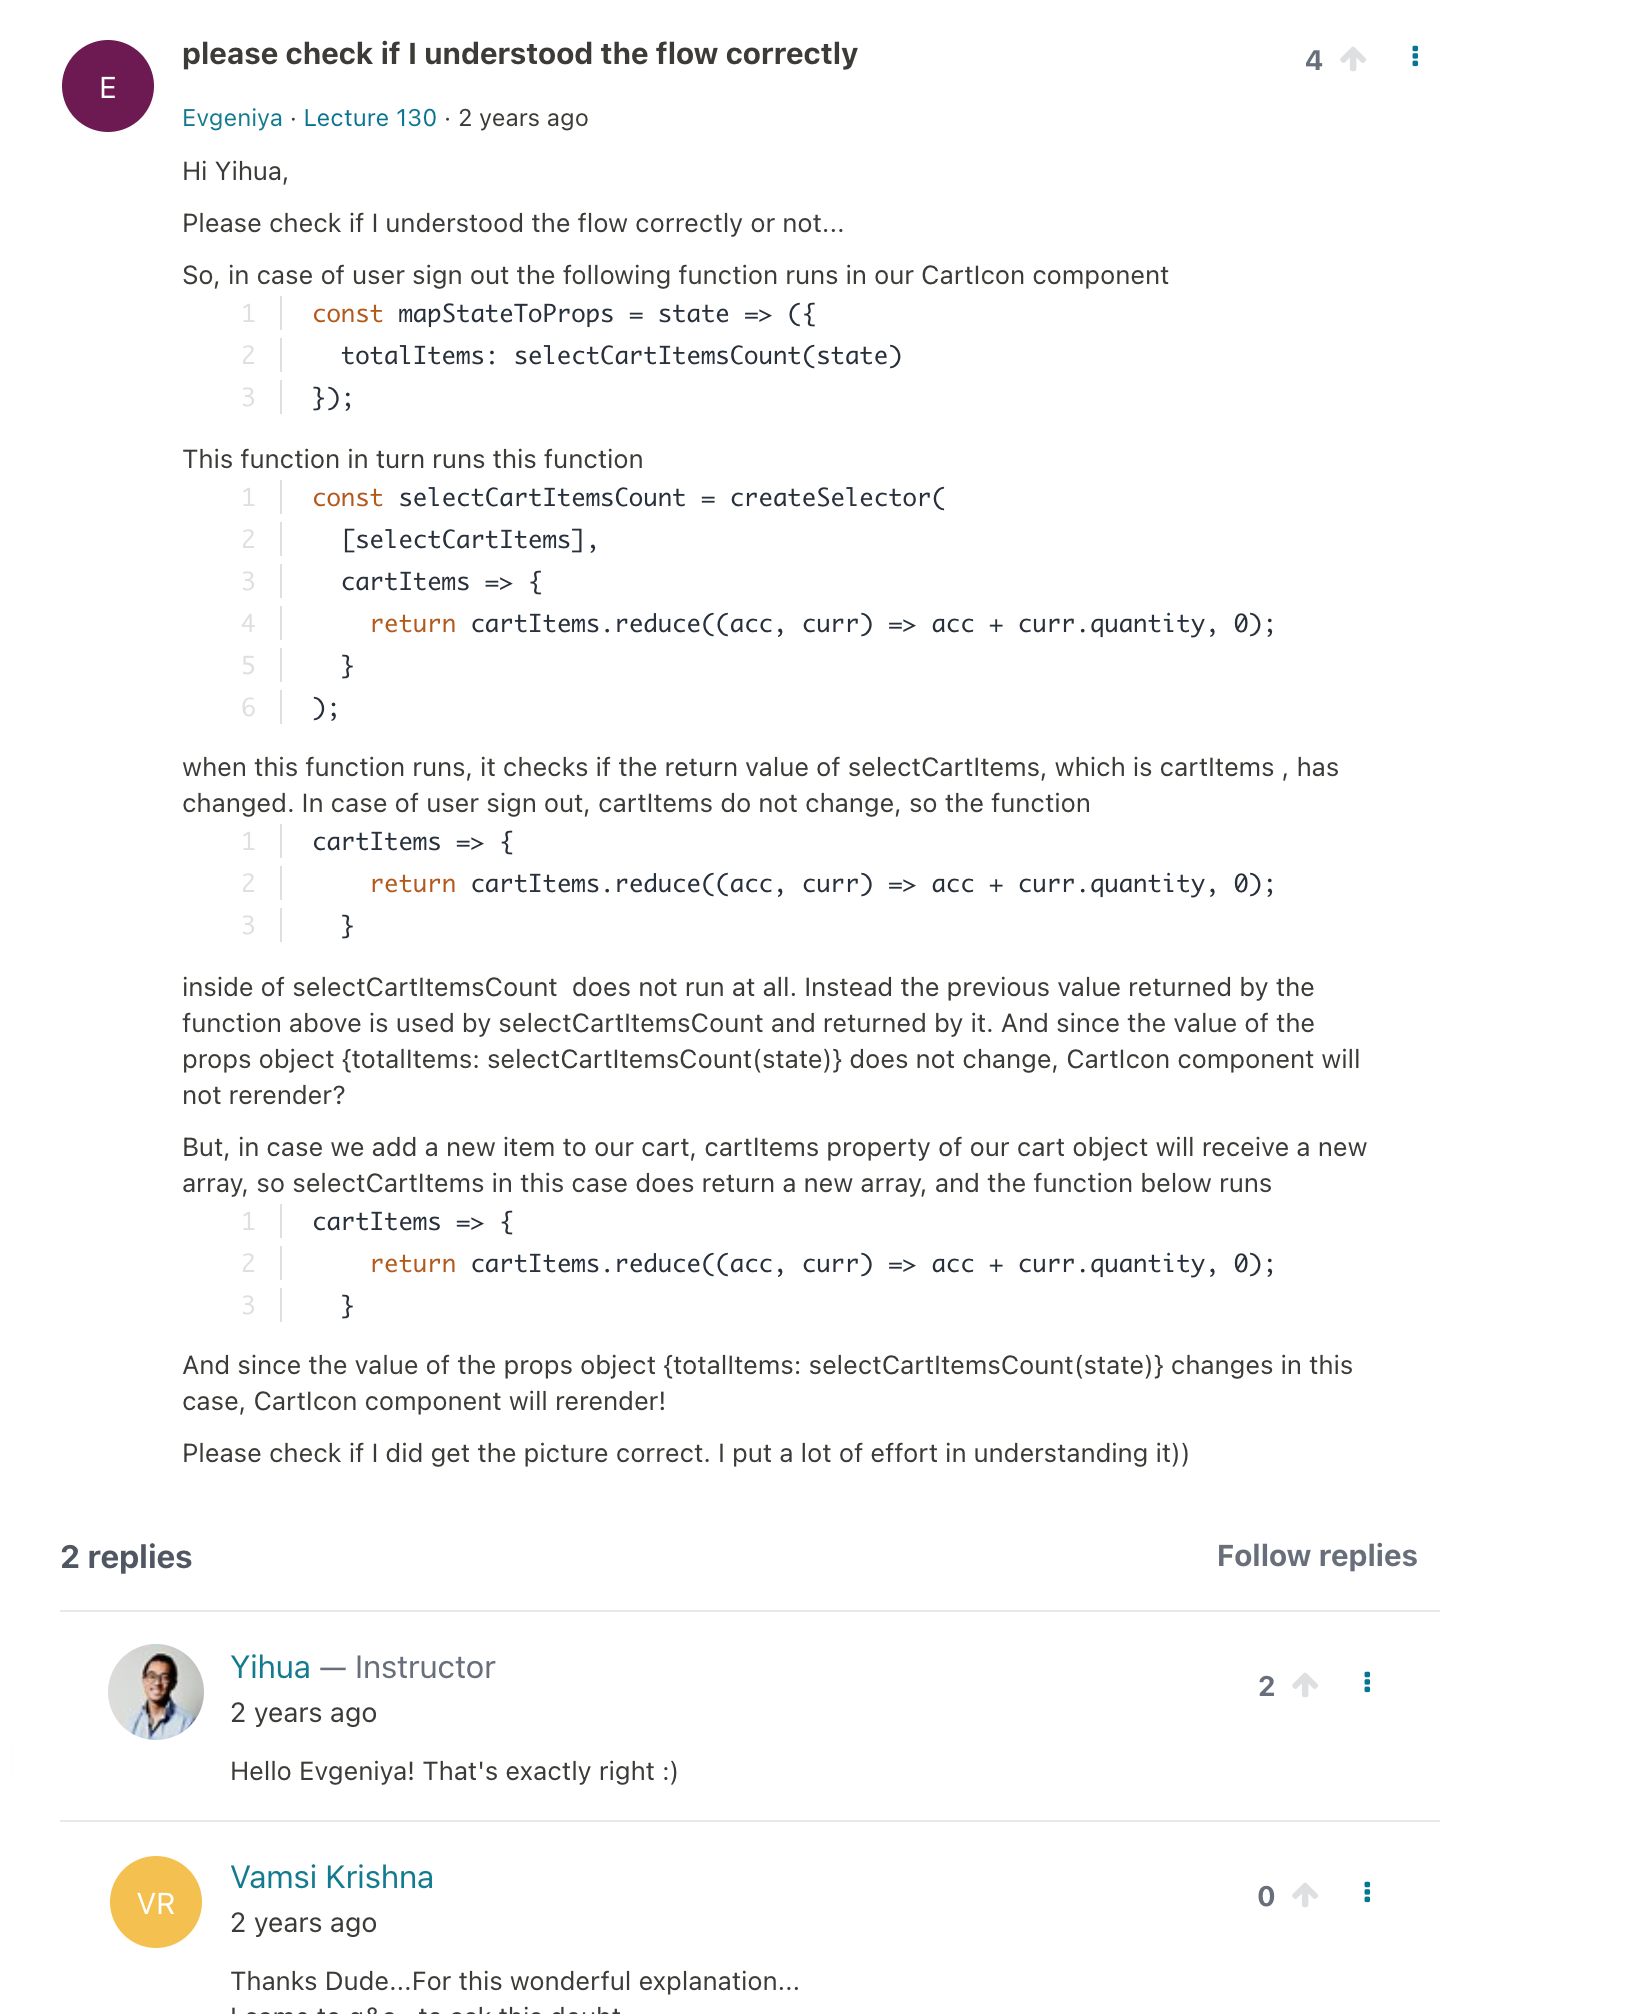 E
please check if I understood the flow correctly
4
Evgeniya · Lecture 130 · 2 years ago
Hi Yihua,
Please check if I understood the flow correctly or not...
So, in case of user sign out the following function runs in our CartIcon component
1 const mapStateToProps = state => ({
2 totalItems: selectCartItemsCount(state)
3 });
This function in turn runs this function
1 const selectCartItemsCount = createSelector(
2 [selectCartItems],
3 cartItems => {
4 return cartItems.reduce((acc, curr) => acc + curr.quantity, 0);
5 }
6 );
when this function runs, it checks if the return value of selectCartItems, which is cartItems , has
changed. In case of user sign out, cartItems do not change, so the function
1 cartItems => {
2 return cartItems.reduce((acc, curr) => acc + curr.quantity, 0);
3 }
inside of selectCartItemsCount  does not run at all. Instead the previous value returned by the
function above is used by selectCartItemsCount and returned by it. And since the value of the
props object {totalItems: selectCartItemsCount(state)} does not change, CartIcon component will
not rerender?
But, in case we add a new item to our cart, cartItems property of our cart object will receive a new
array, so selectCartItems in this case does return a new array, and the function below runs
1 cartItems => {
2 return cartItems.reduce((acc, curr) => acc + curr.quantity, 0);
3 }
And since the value of the props object {totalItems: selectCartItemsCount(state)} changes in this
case, CartIcon component will rerender!
Please check if I did get the picture correct. I put a lot of effort in understanding it))
2 replies
Follow replies
Yihua — Instructor
2
2 years ago
Hello Evgeniya! That's exactly right :)
VR
Vamsi Krishna
0
2 years ago
Thanks Dude...For this wonderful explanation...